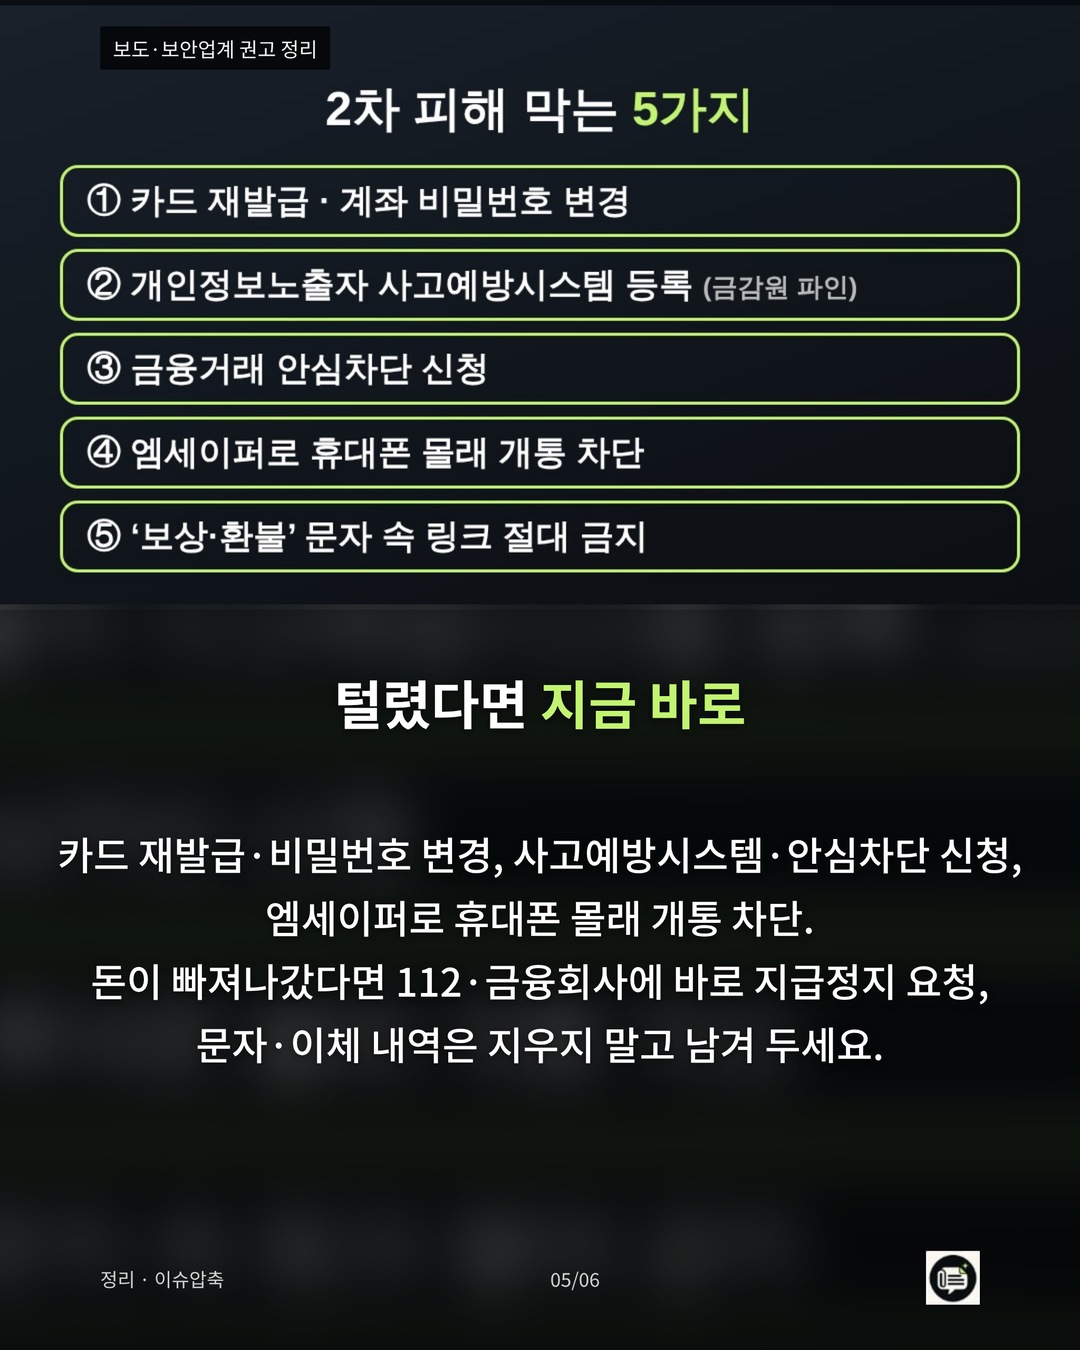 보도·보안업계 권고 정리
2차 피해 막는 5가지
① 카드 재발급 · 계좌 비밀번호 변경
② 개인정보노출자 사고예방시스템 등록 (금감원 파인)
③ 금융거래 안심차단 신청
④ 엠세이퍼로 휴대폰 몰래 개통 차단
⑤ ‘보상·환불’ 문자 속 링크 절대 금지
털렸다면 지금 바로
카드 재발급·비밀번호 변경, 사고예방시스템·안심차단 신청,
엠세이퍼로 휴대폰 몰래 개통 차단.
돈이 빠져나갔다면 112·금융회사에 바로 지급정지 요청,
문자·이체 내역은 지우지 말고 남겨 두세요.
정리 · 이슈압축
05/06